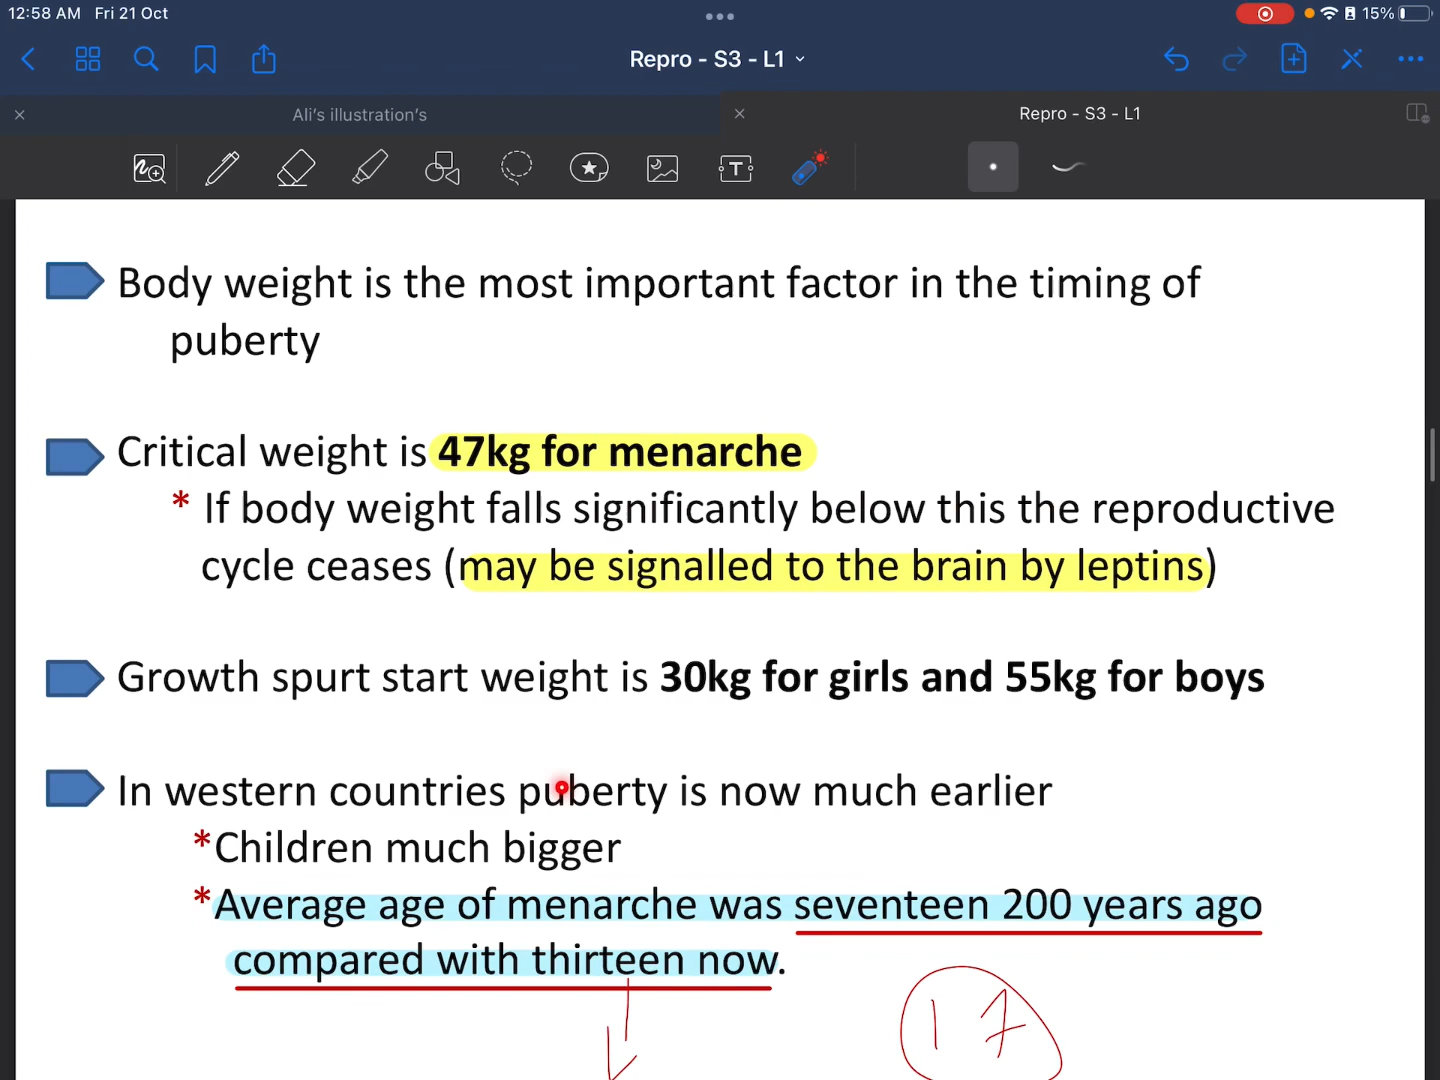 12:58 AM Fri 21 Oct
15%
Repro - S3 - L1
Ali's illustration's
Repro - S3 - L1
T
Body weight is the most important factor in the timing of
puberty
Critical weight is 47kg for menarche
* If body weight falls significantly below this the reproductive
cycle ceases (may be signalled to the brain by leptins)
Growth spurt start weight is 30kg for girls and 55kg for boys
In western countries puberty is now much earlier
*Children much bigger
*Average age of menarche was seventeen 200 years ago
compared with thirteen now.
17